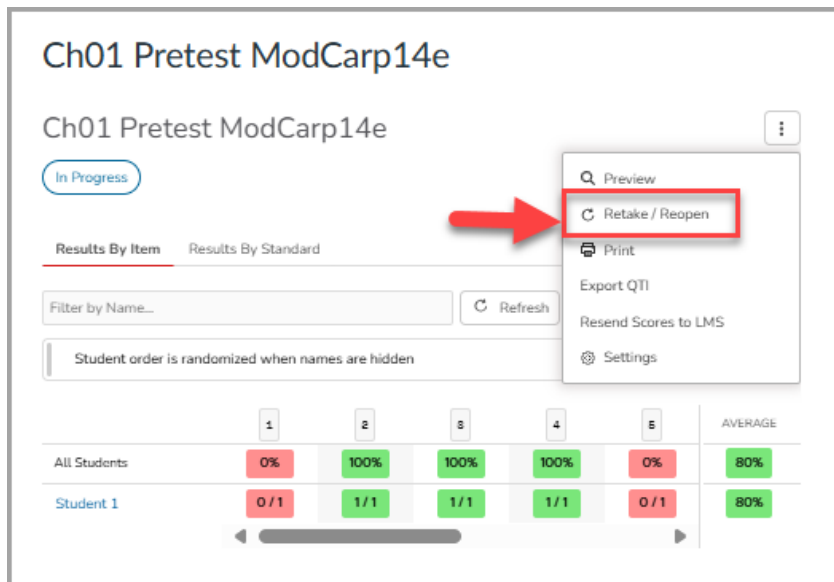 Ch01 Pretest ModCarp14e
Ch01 Pretest ModCarp14e
In Progress
Preview
Retake / Reopen
Print
Export QTI
Resend Scores to LMS
Settings
Results By Item Results By Standard
Filter by Name... Refresh
Student order is randomized when names are hidden
1 2 3 4 5 AVERAGE
All Students 0% 100% 100% 100% 0% 80%
Student 1 0 / 1 1 / 1 1 / 1 1 / 1 0 / 1 80%